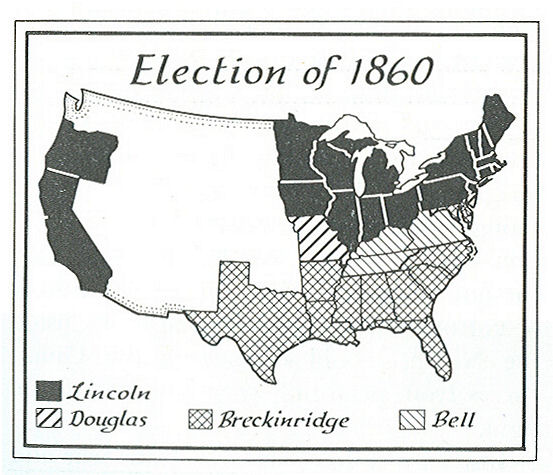 Election of 1860
Lincoln
Douglas Breckinridge Bell